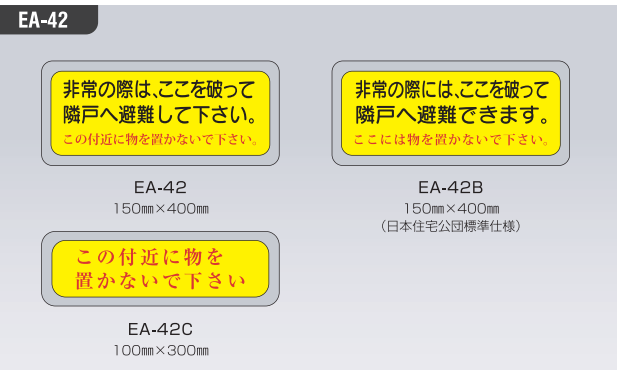 EA-42
非常の際は、ここを破って
隣戸へ避難して下さい。
この付近に物を置かないで下さい。
EA-42
150㎜×400㎜
非常の際には、ここを破って
隣戸へ避難できます。
ここには物を置かないで下さい。
EA-42B
150㎜×400㎜
（日本住宅公団標準仕様）
この付近に物を
置かないで下さい
EA-42C
100㎜×300㎜